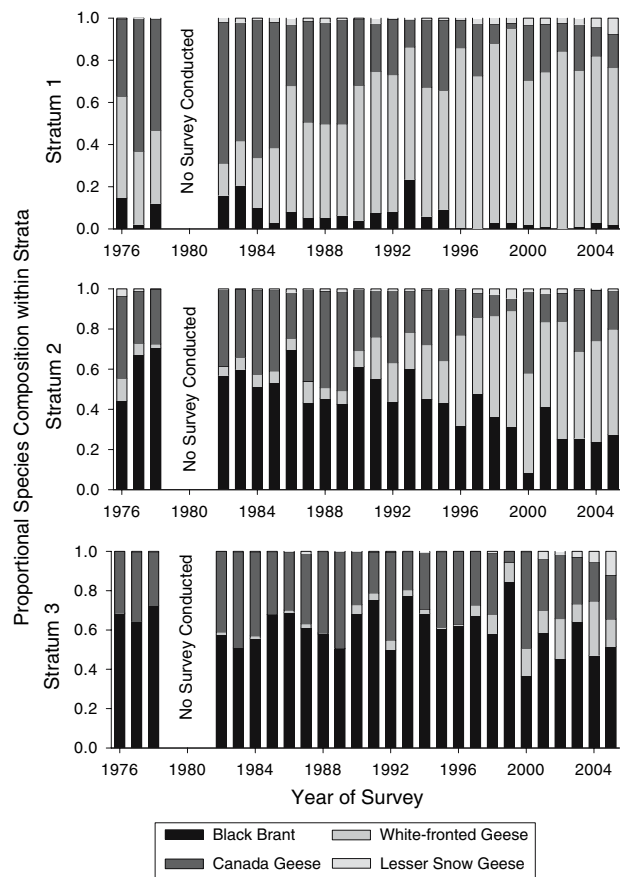 Proportional Species Composition within Strata
Stratum 1
1.0
0.8
0.6
0.4
0.2
0.0
No Survey Conducted
1976 1980 1984 1988 1992 1996 2000 2004
Stratum 2
1.0
0.8
0.6
0.4
0.2
0.0
No Survey Conducted
1976 1980 1984 1988 1992 1996 2000 2004
Stratum 3
1.0
0.8
0.6
0.4
0.2
0.0
No Survey Conducted
1976 1980 1984 1988 1992 1996 2000 2004
Year of Survey
Black Brant White-fronted Geese
Canada Geese Lesser Snow Geese